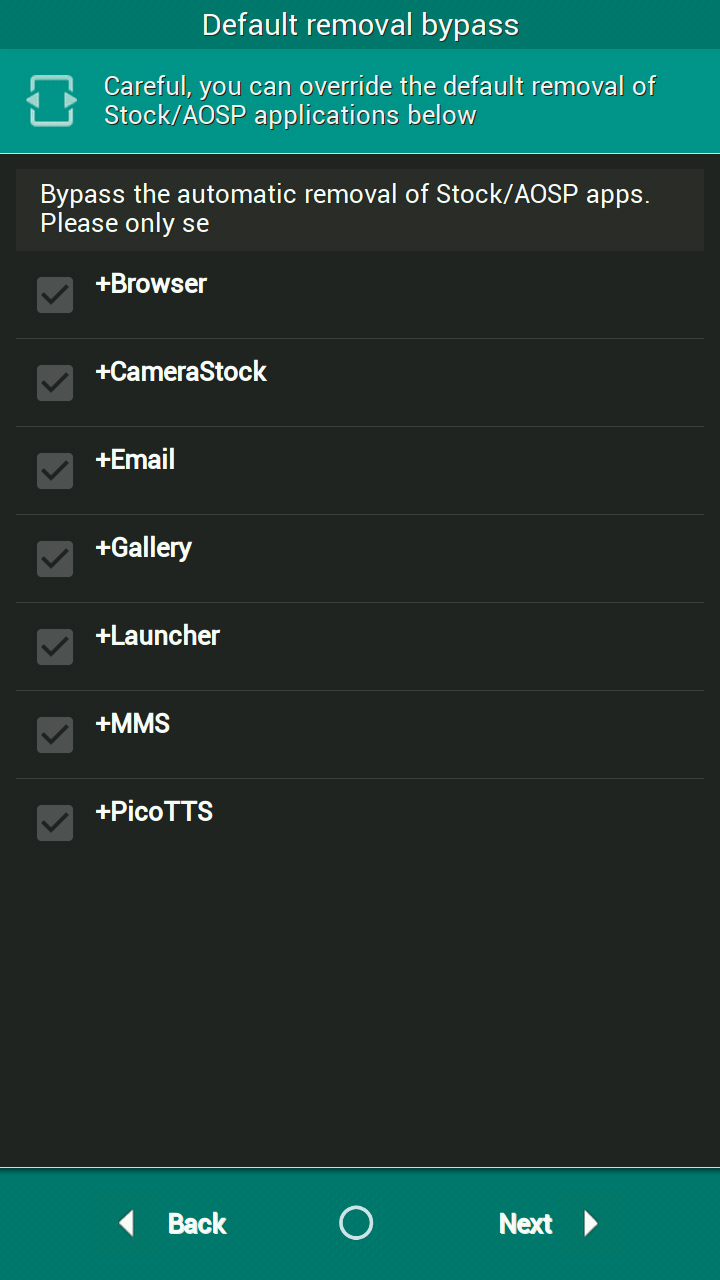 Default removal bypass
Careful, you can override the default removal of
Stock/AOSP applications below
Bypass the automatic removal of Stock/AOSP apps.
Please only se
+Browser
+CameraStock
+Email
+Gallery
+Launcher
+MMS
+PicoTTS
Back
Next